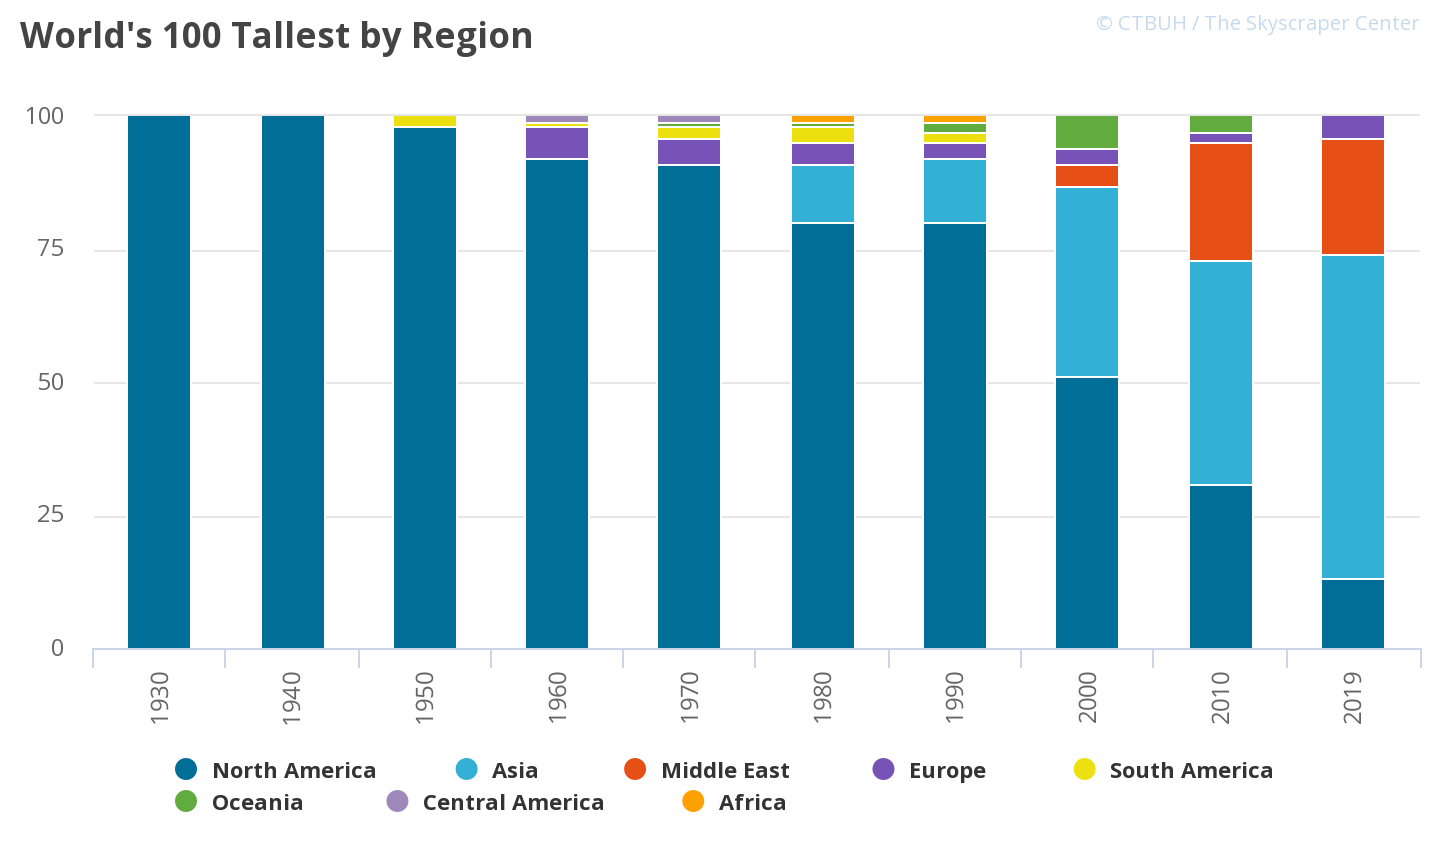 World's 100 Tallest by Region
© CTBUH / The Skyscraper Center
100
75
50
25
0
1930
1940
1950
1960
1970
1980
1990
2000
2010
2019
North America
Asia
Middle East
Europe
South America
Oceania
Central America
Africa